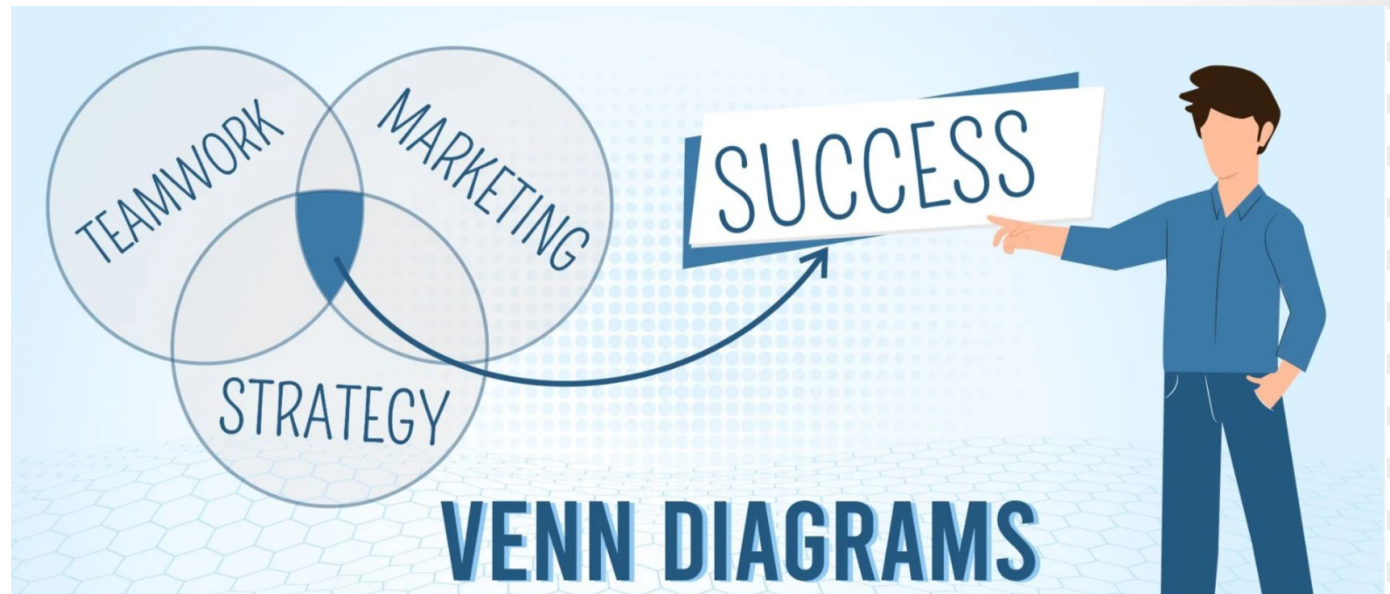 TEAMWORK
MARKETING
STRATEGY
SUCCESS
VENN DIAGRAMS